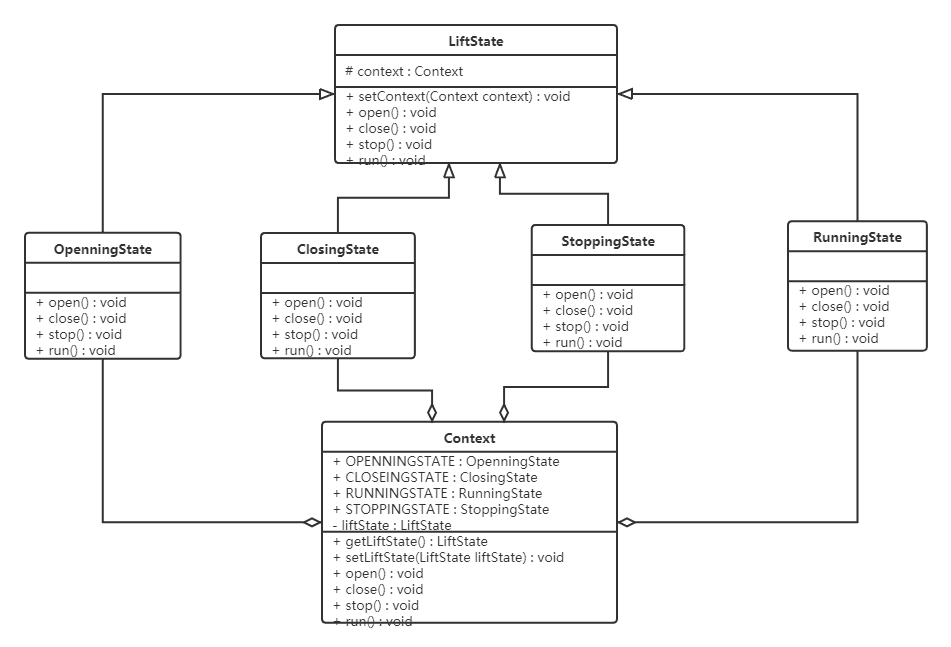 LiftState
# context : Context
+ setContext(Context context) : void
+ open() : void
+ close() : void
+ stop() : void
+ run() : void
OpenningState
+ open() : void
+ close() : void
+ stop() : void
+ run() : void
ClosingState
+ open() : void
+ close() : void
+ stop() : void
+ run() : void
StoppingState
+ open() : void
+ close() : void
+ stop() : void
+ run() : void
RunningState
+ open() : void
+ close() : void
+ stop() : void
+ run() : void
Context
+ OPENNINGSTATE : OpenningState
+ CLOSEINGSTATE : ClosingState
+ RUNNINGSTATE : RunningState
+ STOPPINGSTATE : StoppingState
- liftState : LiftState
+ getLiftState() : LiftState
+ setLiftState(LiftState liftState) : void
+ open() : void
+ close() : void
+ stop() : void
+ run() : void